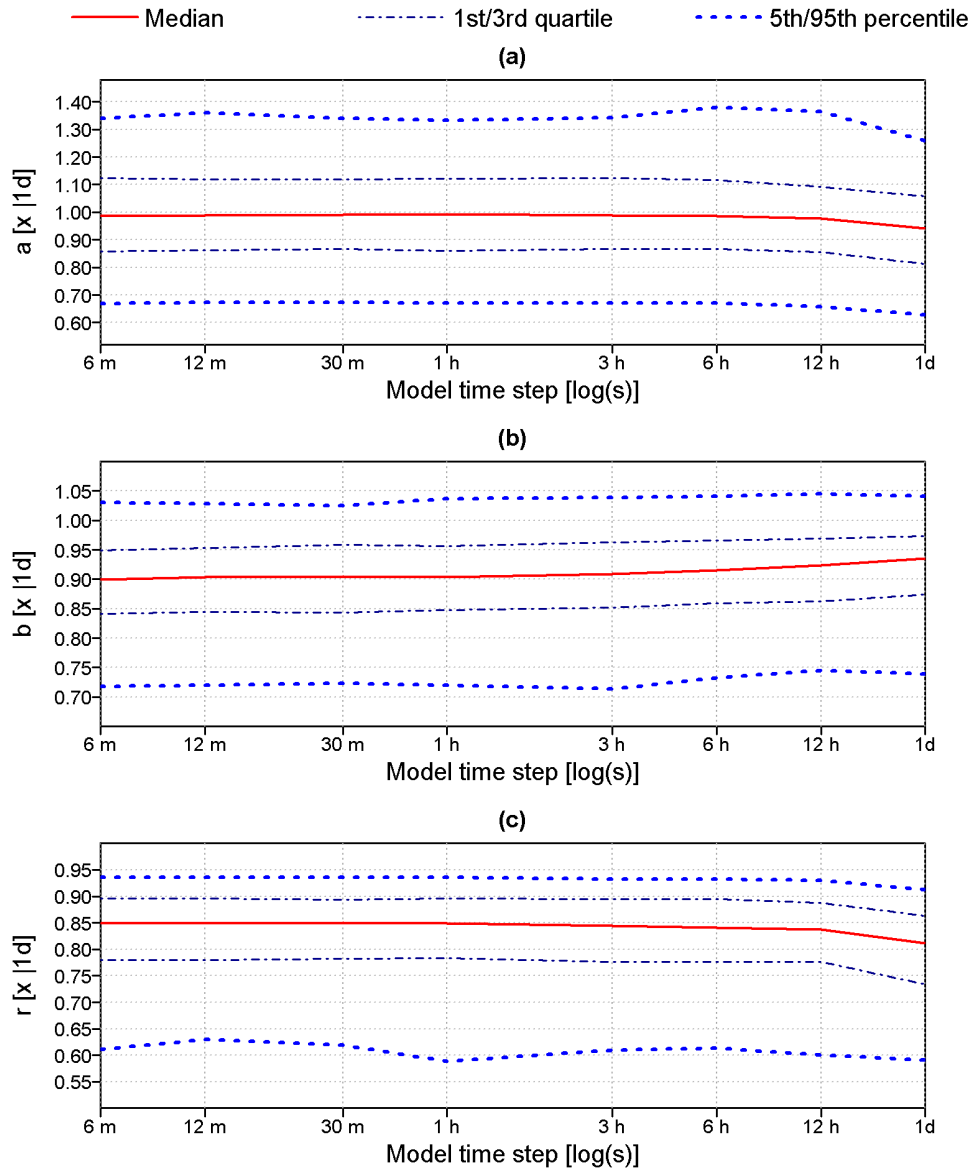 Median 1st/3rd quartile 5th/95th percentile
(a)
a [x |1d]
1.40
1.30
1.20
1.10
1.00
0.90
0.80
0.70
0.60
6 m 12 m 30 m 1 h 3 h 6 h 12 h 1d
Model time step [log(s)]
(b)
b [x |1d]
1.05
1.00
0.95
0.90
0.85
0.80
0.75
0.70
6 m 12 m 30 m 1 h 3 h 6 h 12 h 1d
Model time step [log(s)]
(c)
r [x |1d]
0.95
0.90
0.85
0.80
0.75
0.70
0.65
0.60
0.55
6 m 12 m 30 m 1 h 3 h 6 h 12 h 1d
Model time step [log(s)]